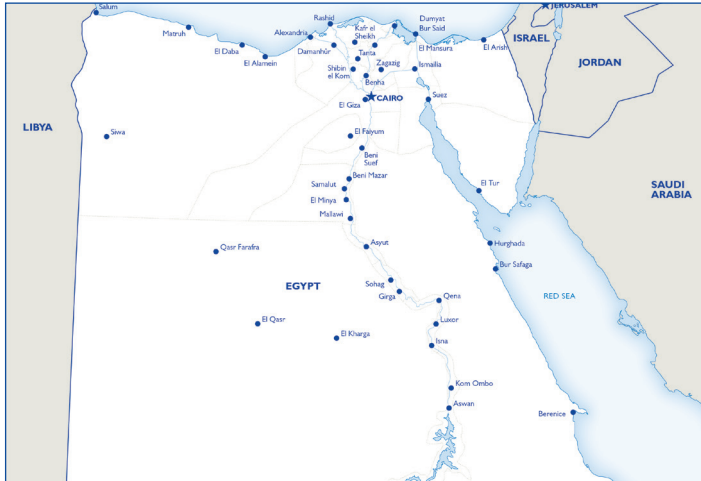 Salum
Matruh
El Daba
El Alamein
Alexandria
Rashid
Damanhûr
Kafr el
Sheikh
Tanta
Shibin
el Kom
Benha
Zagazig
Dumyat
Bur Said
El Mansura
Ismailia
El Arish
Suez
JERUSALEM
ISRAEL
JORDAN
CAIRO
El Giza
LIBYA
Siwa
El Faiyum
Beni
Suef
Beni Mazar
Samalut
El Minya
Mallawi
El Tur
SAUDI
ARABIA
Asyut
Qasr Farafra
Hurghada
Bur Safaga
Sohag
Girga
EGYPT
Qena
RED SEA
El Qasr
El Kharga
Luxor
Isna
Kom Ombo
Aswan
Berenice